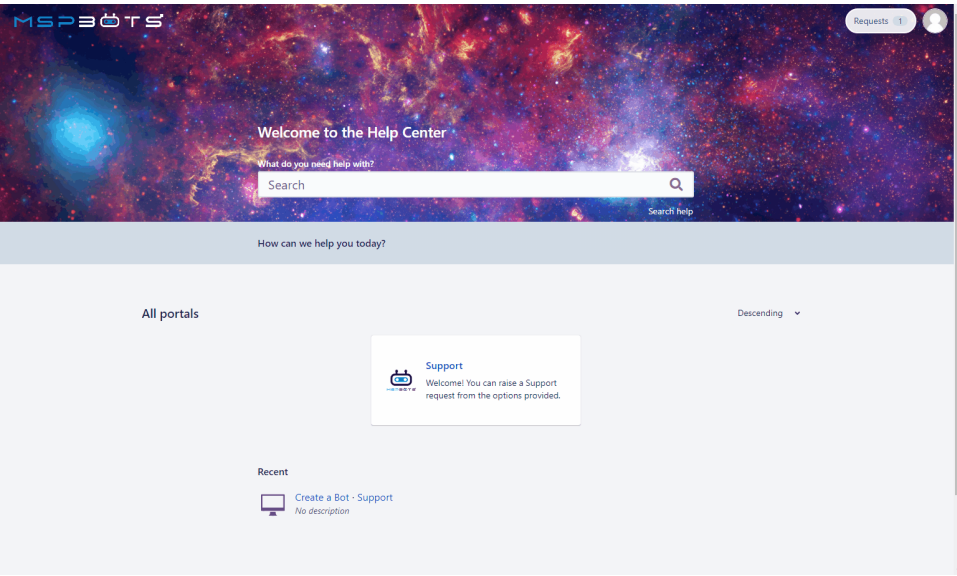 MSPBÖTS
Requests 1
Welcome to the Help Center
What do you need help with?
Search
Search help
How can we help you today?
All portals
Descending
Support
MSPBOTS
Welcome! You can raise a Support
request from the options provided.
Recent
Create a Bot · Support
No description